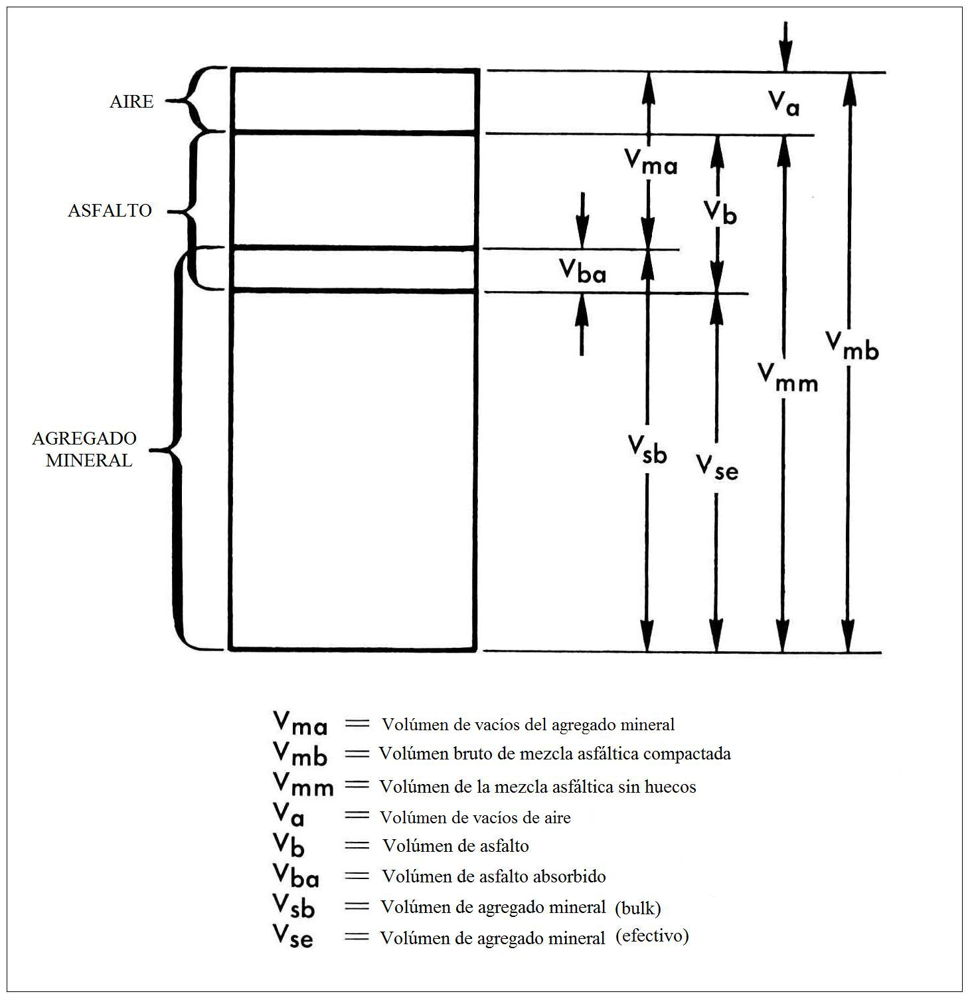 AIRE
ASFALTO
AGREGADO
MINERAL
Va
Vma
Vb
Vba
Vmb
Vmm
Vsb
Vse
Vma = Volúmen de vacíos del agregado mineral
Vmb = Volúmen bruto de mezcla asfáltica compactada
Vmm = Volúmen de la mezcla asfáltica sin huecos
Va = Volúmen de vacíos de aire
Vb = Volúmen de asfalto
Vba = Volúmen de asfalto absorbido
Vsb = Volúmen de agregado mineral (bulk)
Vse = Volúmen de agregado mineral (efectivo)